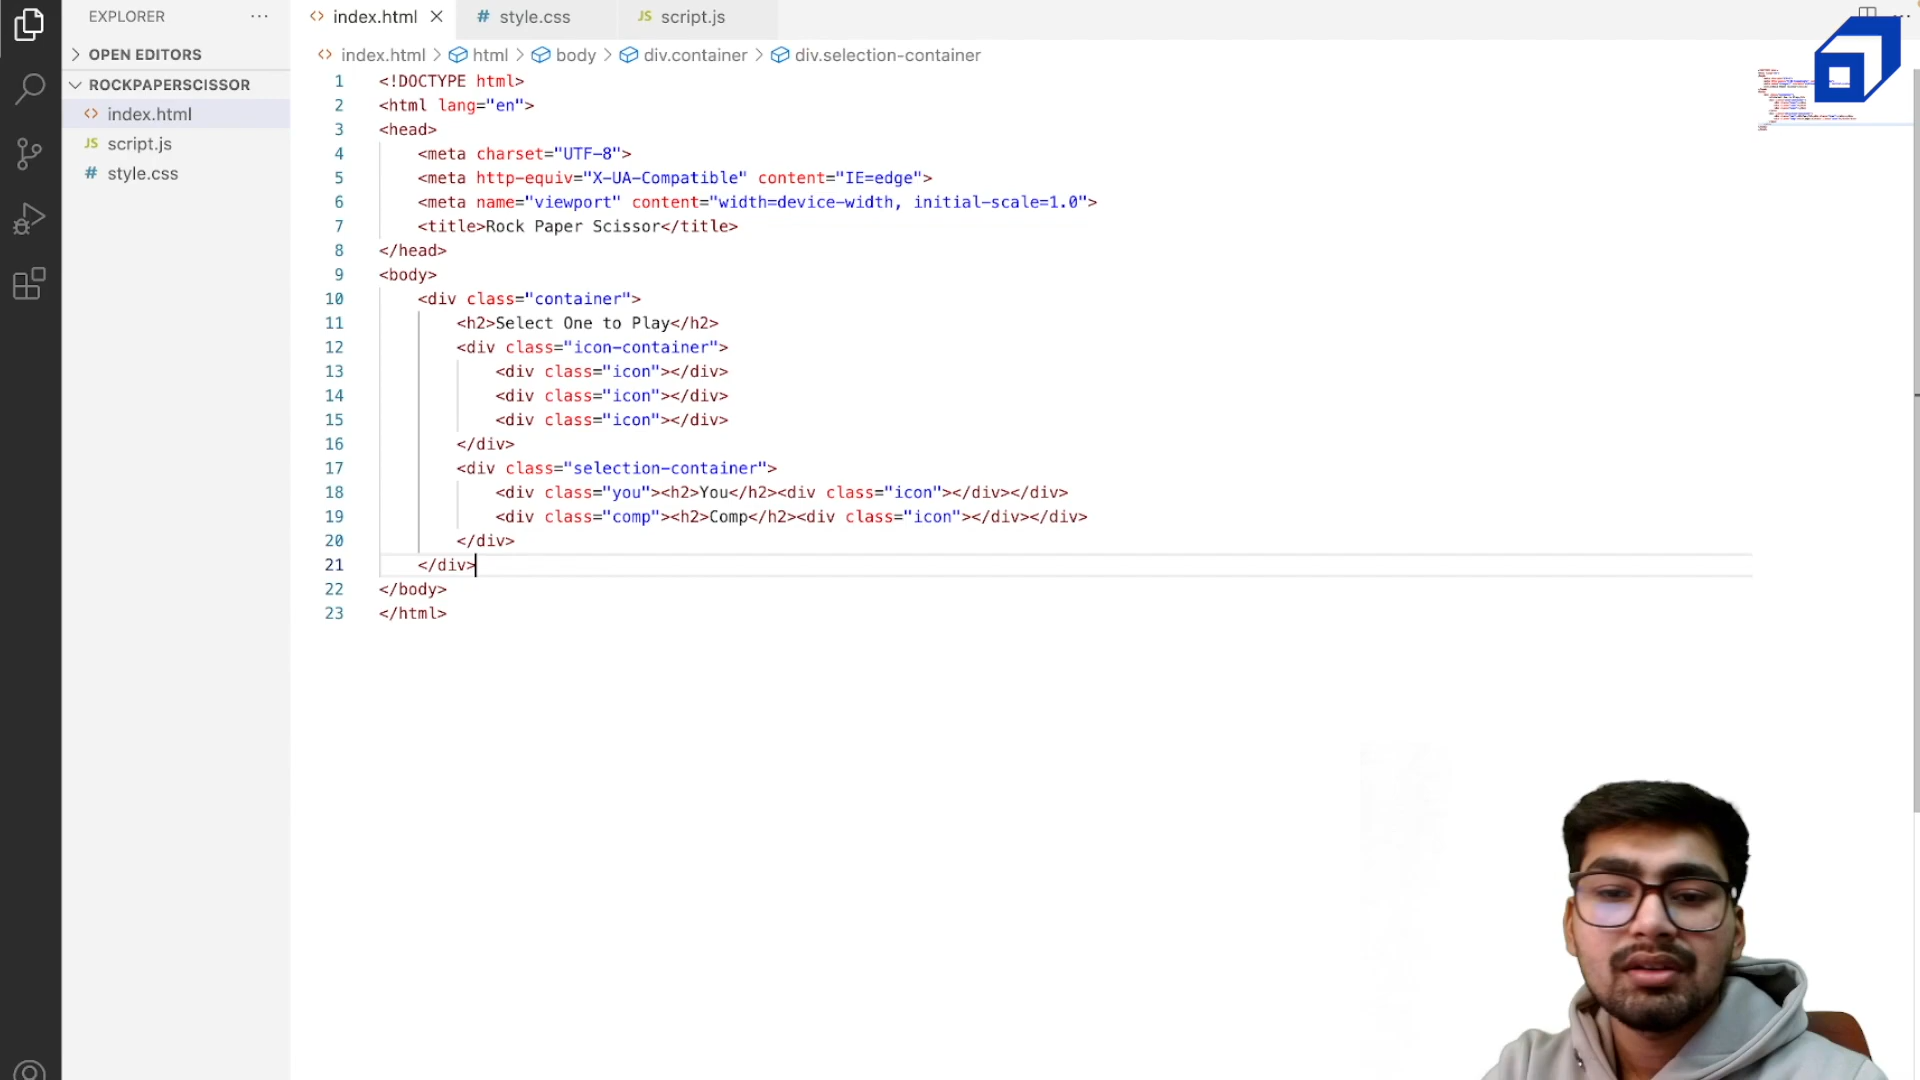 EXPLORER
OPEN EDITORS
ROCKPAPERSCISSOR
<> index.html
JS script.js
# style.css
<> index.html
# style.css
JS script.js
<> index.html > html > body > div.container > div.selection-container
1 <!DOCTYPE html>
2 <html lang="en">
3 <head>
4 <meta charset="UTF-8">
5 <meta http-equiv="X-UA-Compatible" content="IE=edge">
6 <meta name="viewport" content="width=device-width, initial-scale=1.0">
7 <title>Rock Paper Scissor</title>
8 </head>
9 <body>
10 <div class="container">
11 <h2>Select One to Play</h2>
12 <div class="icon-container">
13 <div class="icon"></div>
14 <div class="icon"></div>
15 <div class="icon"></div>
16 </div>
17 <div class="selection-container">
18 <div class="you"><h2>You</h2><div class="icon"></div></div>
19 <div class="comp"><h2>Comp</h2><div class="icon"></div></div>
20 </div>
21 </div>
22 </body>
23 </html>